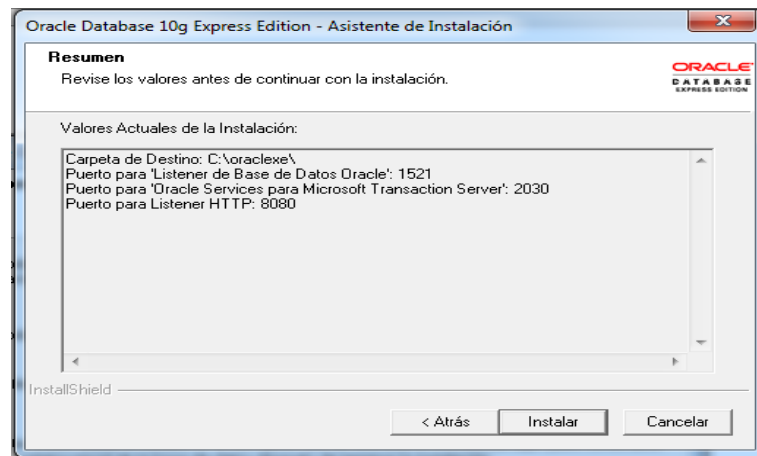 Oracle Database 10g Express Edition - Asistente de Instalación
Resumen
Revise los valores antes de continuar con la instalación.
ORACLE
DATABASE
EXPRESS EDITION
Valores Actuales de la Instalación:
Carpeta de Destino: C:\oraclexe\
Puerto para 'Listener de Base de Datos Oracle': 1521
Puerto para 'Oracle Services para Microsoft Transaction Server': 2030
Puerto para Listener HTTP: 8080
InstallShield
< Atrás
Instalar
Cancelar